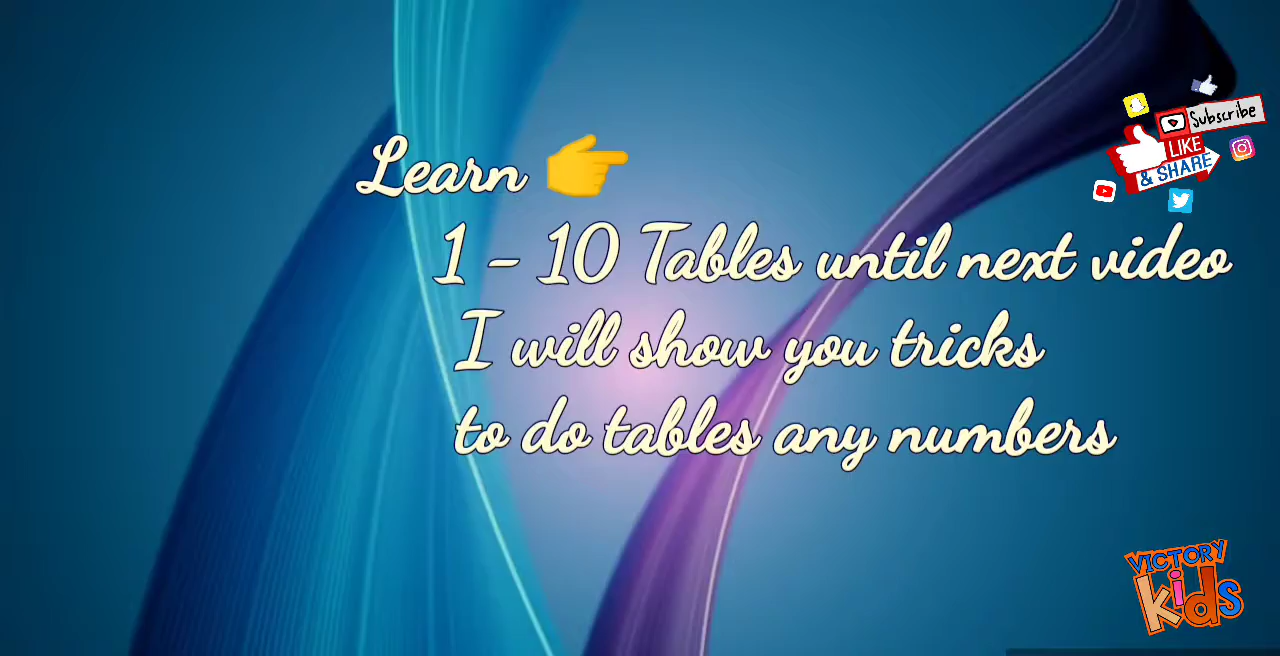 Subscribe
LIKE
& SHARE
Learn 👉
1 - 10 Tables until next video
I will show you tricks
to do tables any numbers
VICTORY
kids